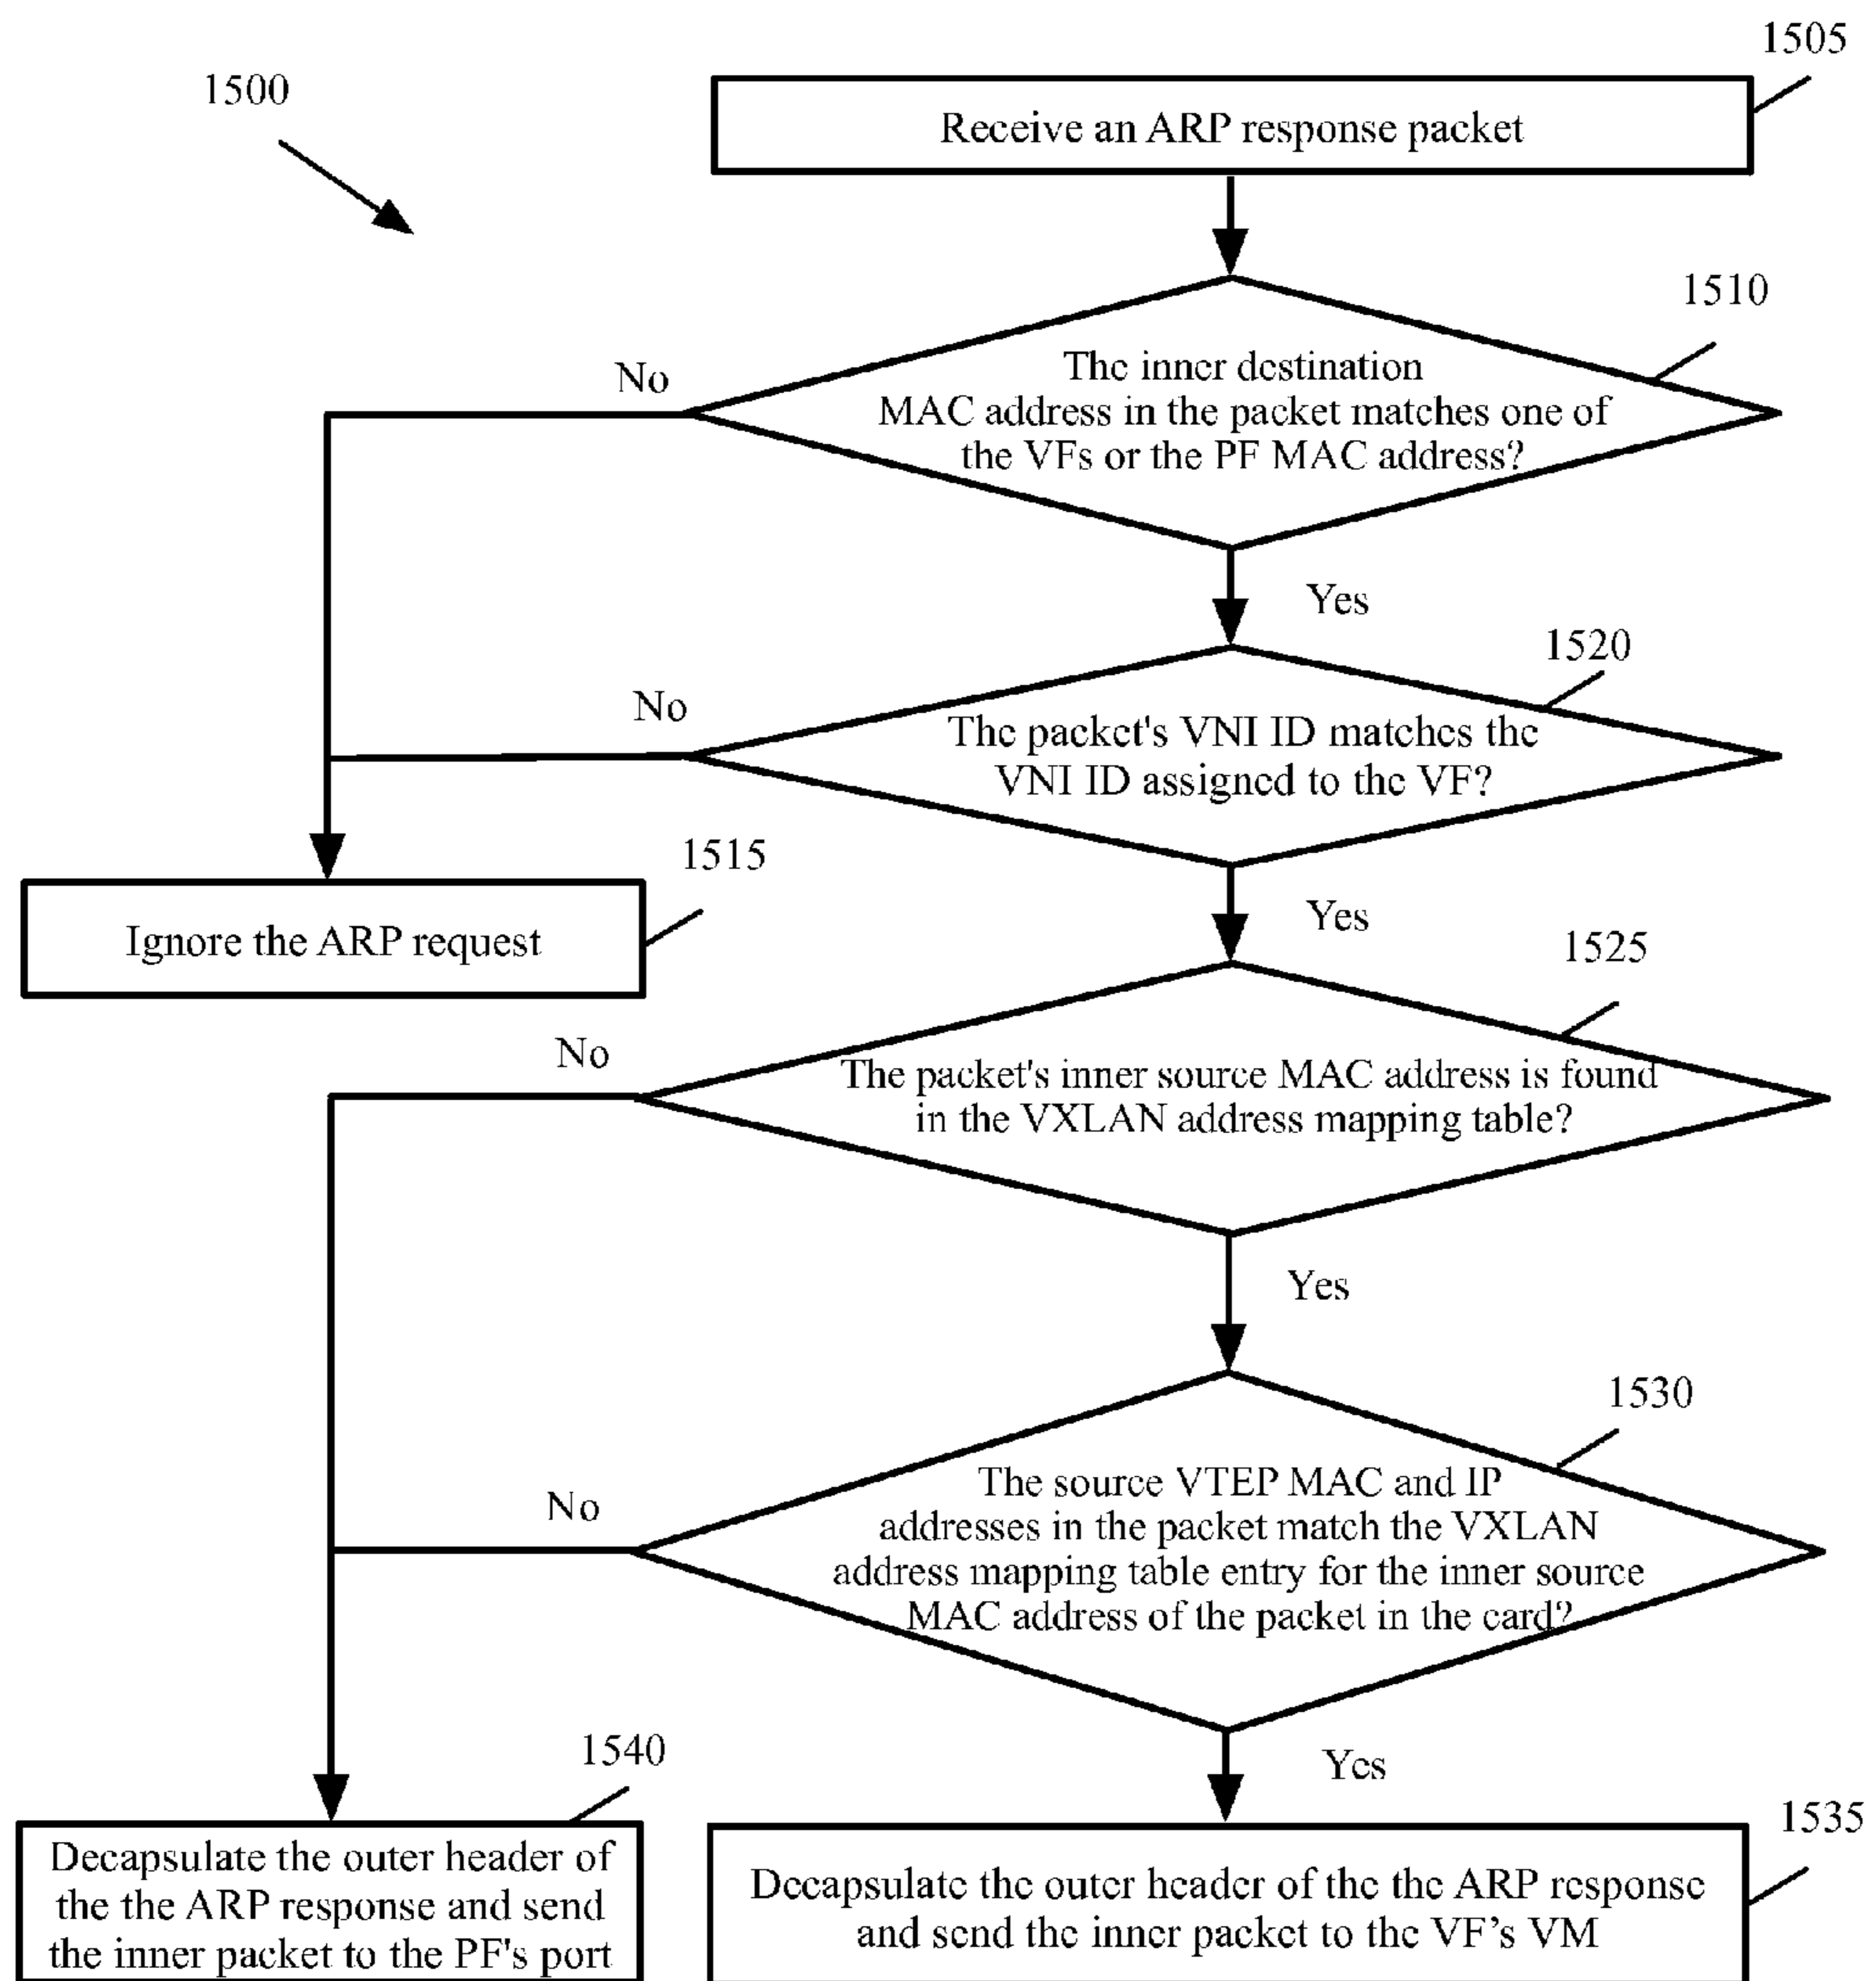 1505
1500
Receive an ARP response packet
1510
No
The inner destination
MAC address in the packet matches one of
the VFs or the PF MAC address?
Yes
1520
No
The packet's VNI ID matches the
VNI ID assigned to the VF?
1515
Yes
Ignore the ARP request
1525
No
The packet's inner source MAC address is found
in the VXLAN address mapping table?
Yes
1530
No
The source VTEP MAC and IP
addresses in the packet match the VXLAN
address mapping table entry for the inner source
MAC address of the packet in the card?
1540
Yes
1535
Decapsulate the outer header of
the the ARP response and send
the inner packet to the PF's port
Decapsulate the outer header of the the ARP response
and send the inner packet to the VF’s VM